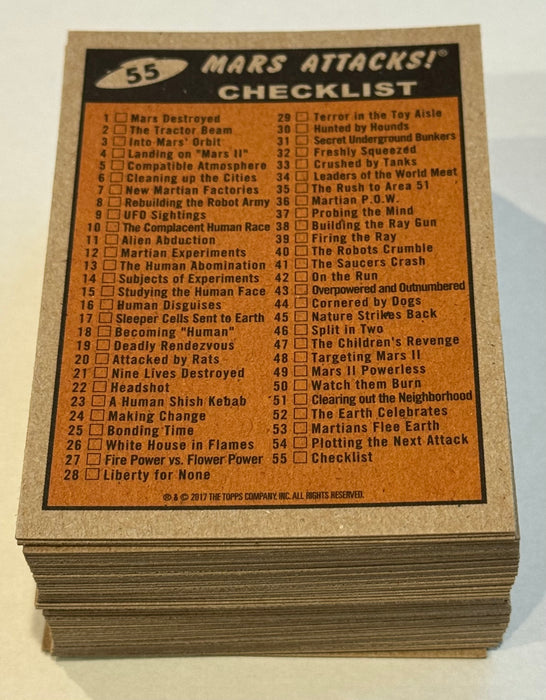 55
MARS ATTACKS!®
CHECKLIST
1 Mars Destroyed
2 The Tractor Beam
3 Into Mars' Orbit
4 Landing on "Mars II"
5 Compatible Atmosphere
6 Cleaning up the Cities
7 New Martian Factories
8 Rebuilding the Robot Army
9 UFO Sightings
10 The Complacent Human Race
11 Alien Abduction
12 Martian Experiments
13 The Human Abomination
14 Subjects of Experiments
15 Studying the Human Face
16 Human Disguises
17 Sleeper Cells Sent to Earth
18 Becoming "Human"
19 Deadly Rendezvous
20 Attacked by Rats
21 Nine Lives Destroyed
22 Headshot
23 A Human Shish Kebab
24 Making Change
25 Bonding Time
26 White House in Flames
27 Fire Power vs. Flower Power
28 Liberty for None
29 Terror in the Toy Aisle
30 Hunted by Hounds
31 Secret Underground Bunkers
32 Freshly Squeezed
33 Crushed by Tanks
34 Leaders of the World Meet
35 The Rush to Area 51
36 Martian P.O.W.
37 Probing the Mind
38 Building the Ray Gun
39 Firing the Ray
40 The Robots Crumble
41 The Saucers Crash
42 On the Run
43 Overpowered and Outnumbered
44 Cornered by Dogs
45 Nature Strikes Back
46 Split in Two
47 The Children's Revenge
48 Targeting Mars II
49 Mars II Powerless
50 Watch them Burn
51 Clearing out the Neighborhood
52 The Earth Celebrates
53 Martians Flee Earth
54 Plotting the Next Attack
55 Checklist
® & © 2017 THE TOPPS COMPANY, INC. ALL RIGHTS RESERVED.